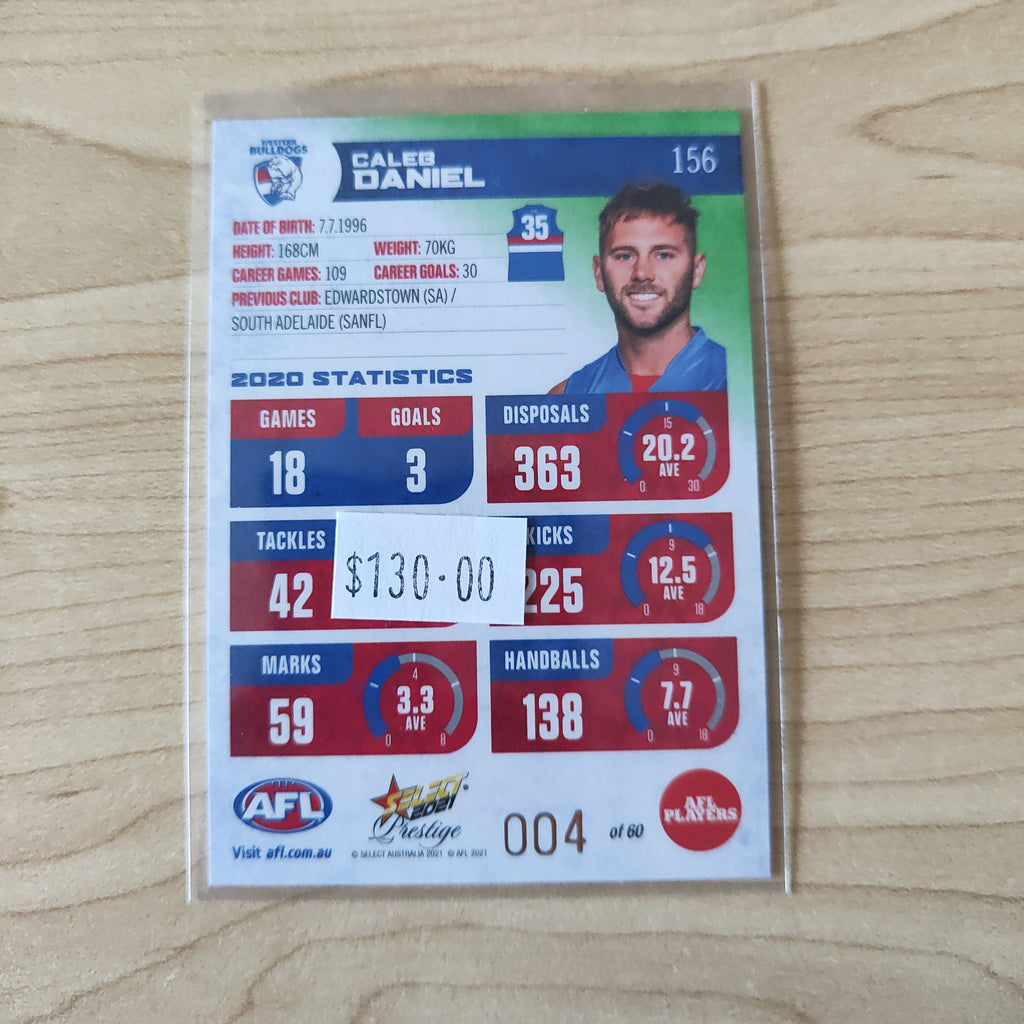 WESTERN
BULLDOGS
CALEB
DANIEL
156
DATE OF BIRTH: 7.7.1996
HEIGHT: 168CM WEIGHT: 70KG
CAREER GAMES: 109 CAREER GOALS: 30
PREVIOUS CLUB: EDWARDSTOWN (SA) /
SOUTH ADELAIDE (SANFL)
35
2020 STATISTICS
GAMES GOALS
18 3
DISPOSALS
363
15
20.2
AVE
0 30
TACKLES
42
$130.00
KICKS
225
9
12.5
AVE
0 18
MARKS
59
4
3.3
AVE
0 8
HANDBALLS
138
9
7.7
AVE
0 18
AFL
Visit afl.com.au
SELECT
2021
Prestige
© SELECT AUSTRALIA 2021 © AFL 2021
004 of 60
AFL
PLAYERS